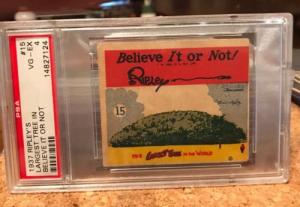 PSA
1937 RIPLEY'S
LARGEST TREE IN
BELIEVE IT OR NOT
#15
VG - EX 4
14827124
Believe It or Not!
RIPLEY
15
THE LARGEST TREE IN THE WORLD